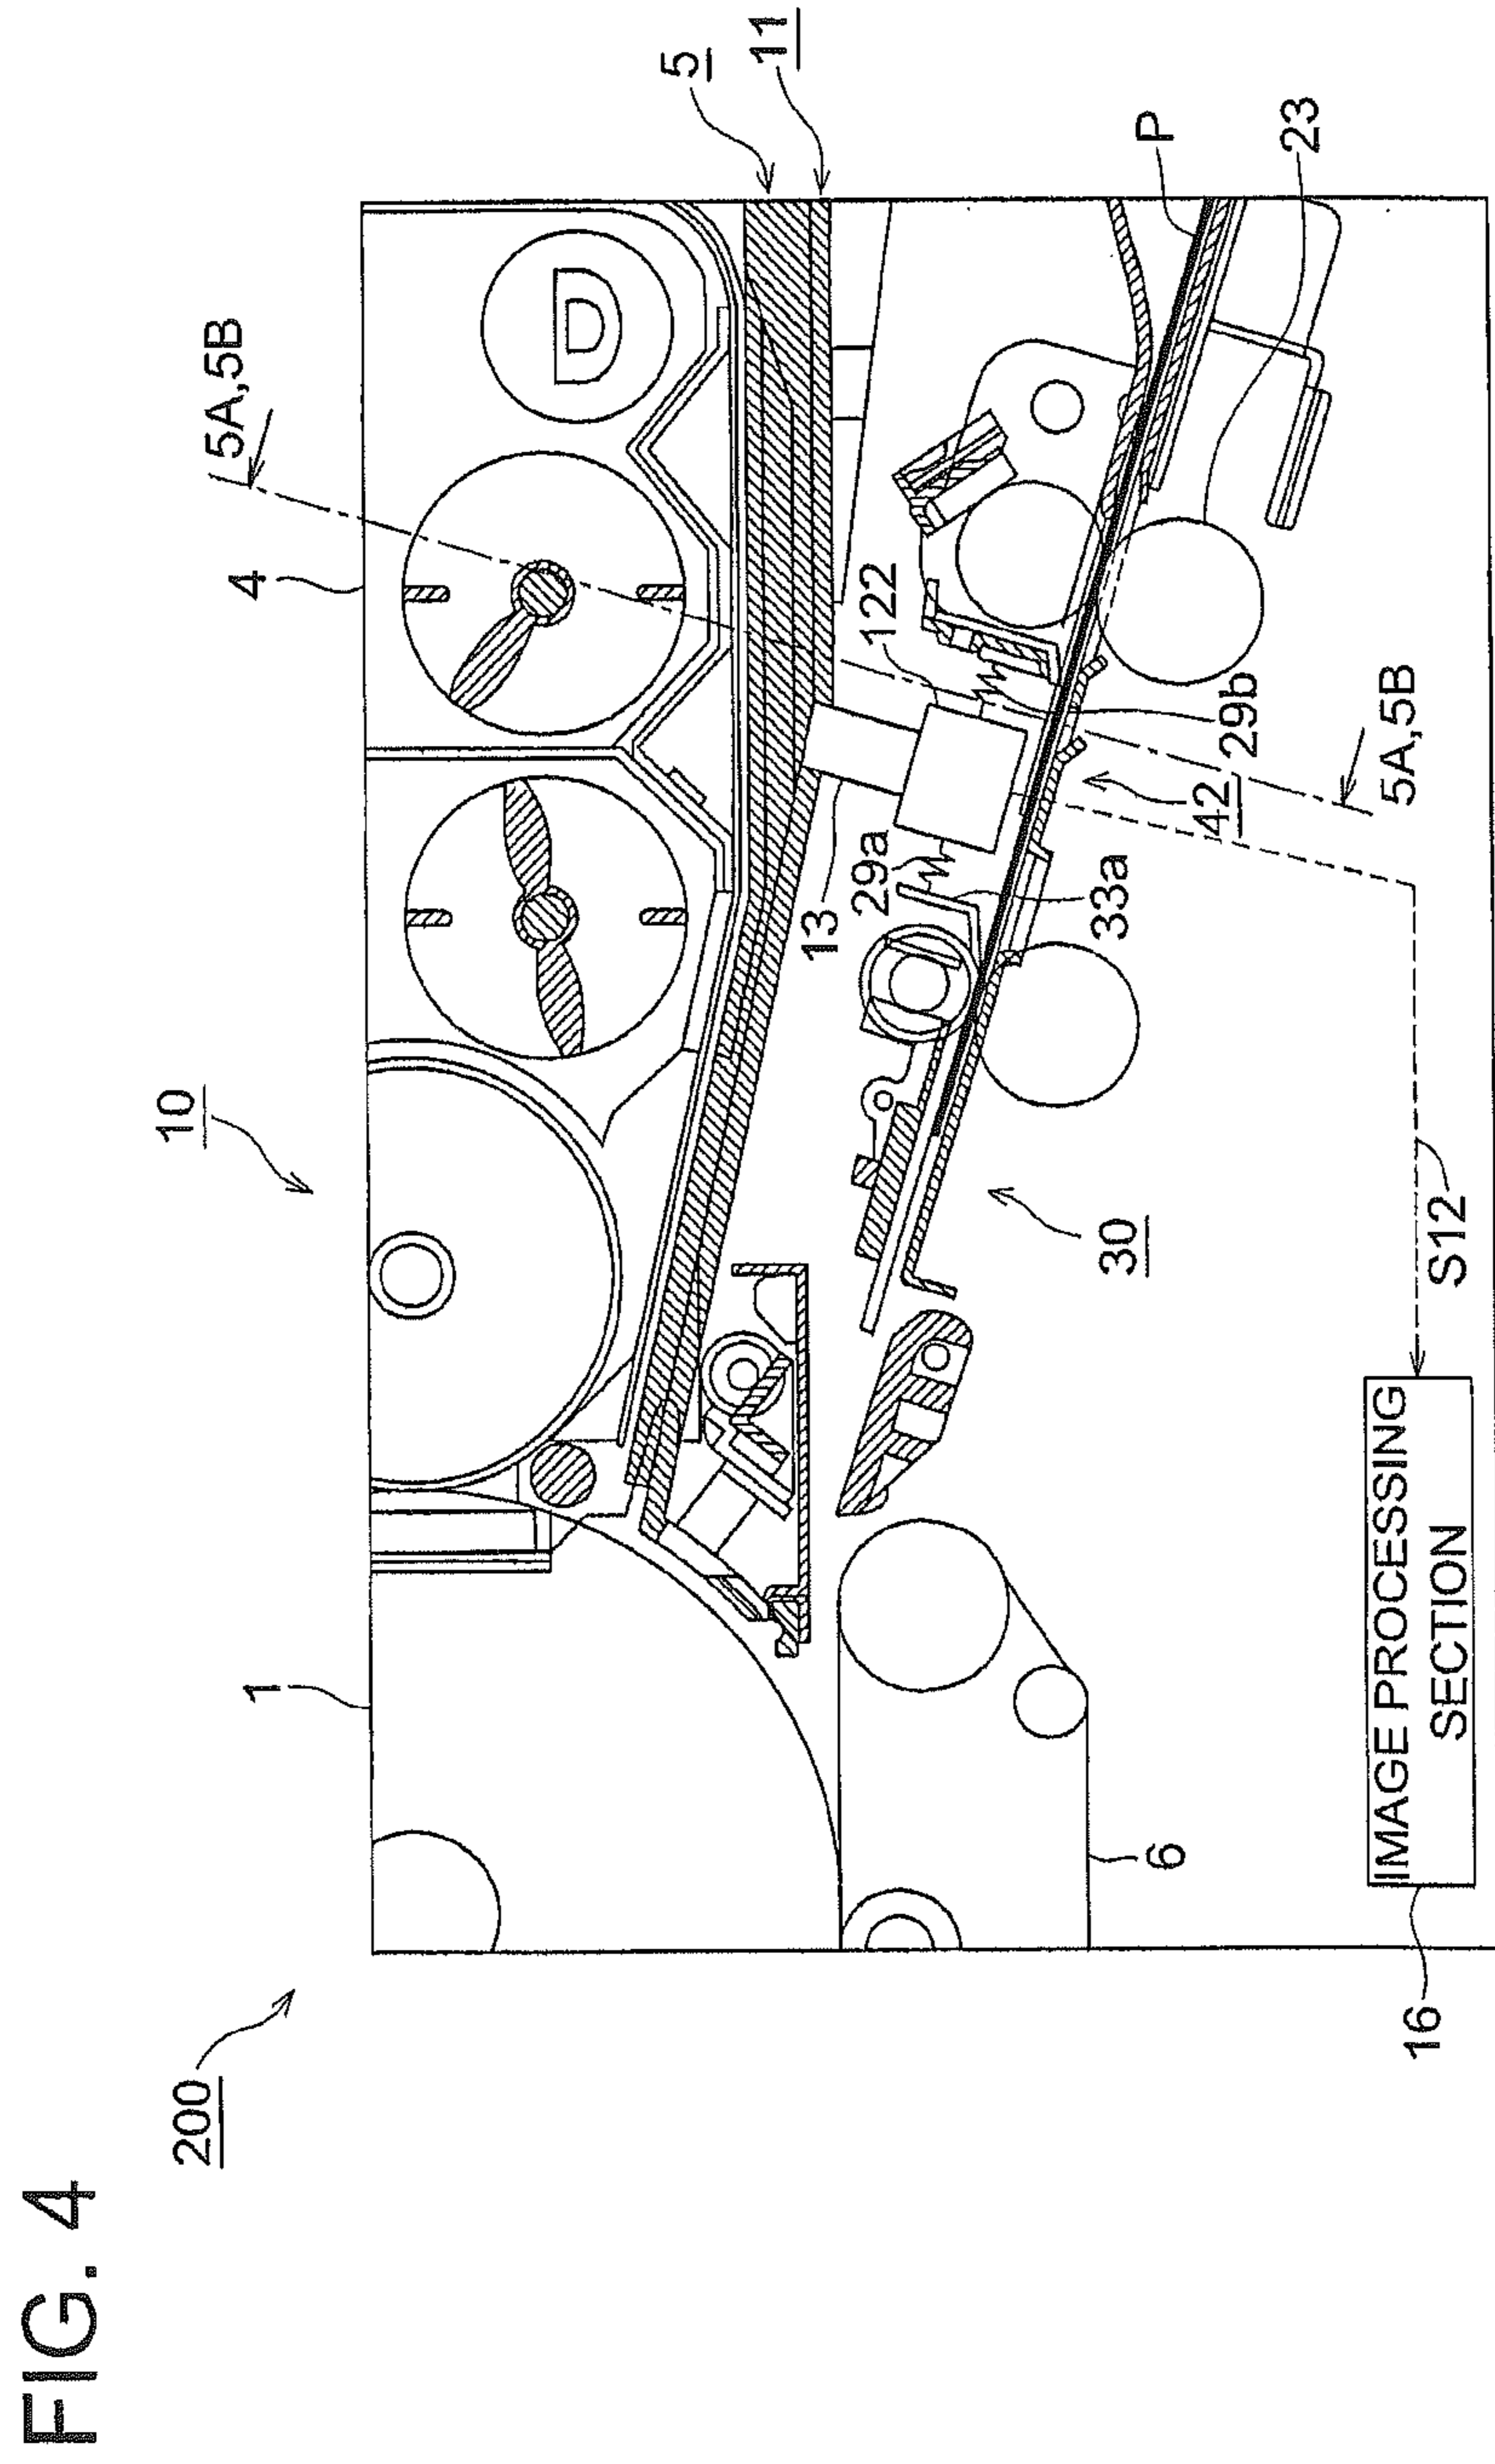 FIG. 4
200
10
1
4
5A,5B
5
11
D
P
23
122
13
29a
29b
33a
42
5A,5B
30
S12
6
16
IMAGE PROCESSING
SECTION